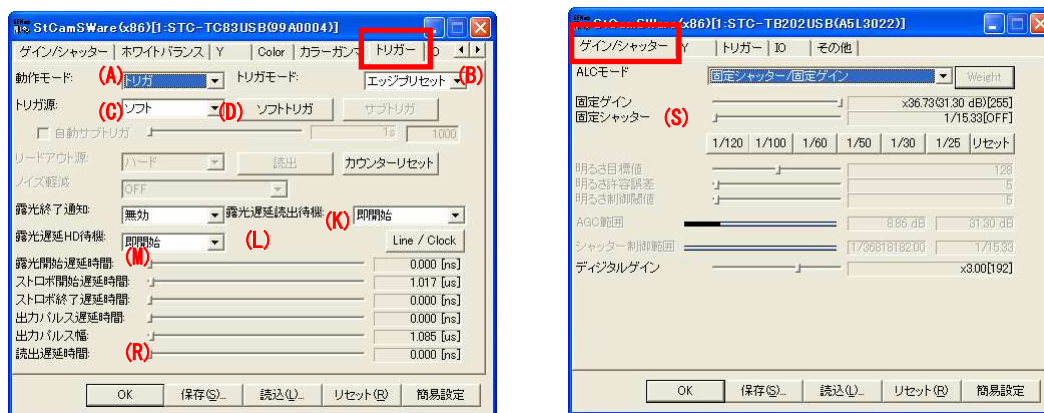 StCamSWare (x86)[1:STC-TC83USB(99A0004)]
ゲイン/シャッター ホワイトバランス Y Color カラーガンマ トリガー IO
動作モード: (A) トリガ トリガモード: エッジプリセット (B)
トリガ源: (C) ソフト (D) ソフトトリガ サブトリガ
自動サブトリガ 1s 1000
リードアウト源: ハード 読出 カウンターリセット
ノイズ軽減 OFF
露光終了通知: 無効 露光遅延読出待機: (K) 即開始
露光遅延HD待機: 即開始 (L) Line / Clock
(M)
露光開始遅延時間: 0.000 [ns]
ストロボ開始遅延時間: 1.017 [us]
ストロボ終了遅延時間: 0.000 [ns]
出力パルス遅延時間: 0.000 [ns]
出力パルス幅: 1.085 [us]
読出遅延時間: (R) 0.000 [ns]
OK 保存(S)... 読込(L)... リセット(R) 簡易設定
StCamSWare (x86)[1:STC-TB202USB(A5L3022)]
ゲイン/シャッター Y トリガー IO その他
ALCモード 固定シャッター/固定ゲイン Weight
固定ゲイン x36.73(31.30 dB)[255]
固定シャッター (S) 1/15.33[OFF]
1/120 1/100 1/60 1/50 1/30 1/25 リセット
明るさ目標値 128
明るさ許容誤差 5
明るさ制御閾値 5
AGC範囲 8.85 dB 31.30 dB
シャッター制御範囲 1/36818182.00 1/15.33
ディジタルゲイン x3.00[192]
OK 保存(S)... 読込(L)... リセット(R) 簡易設定